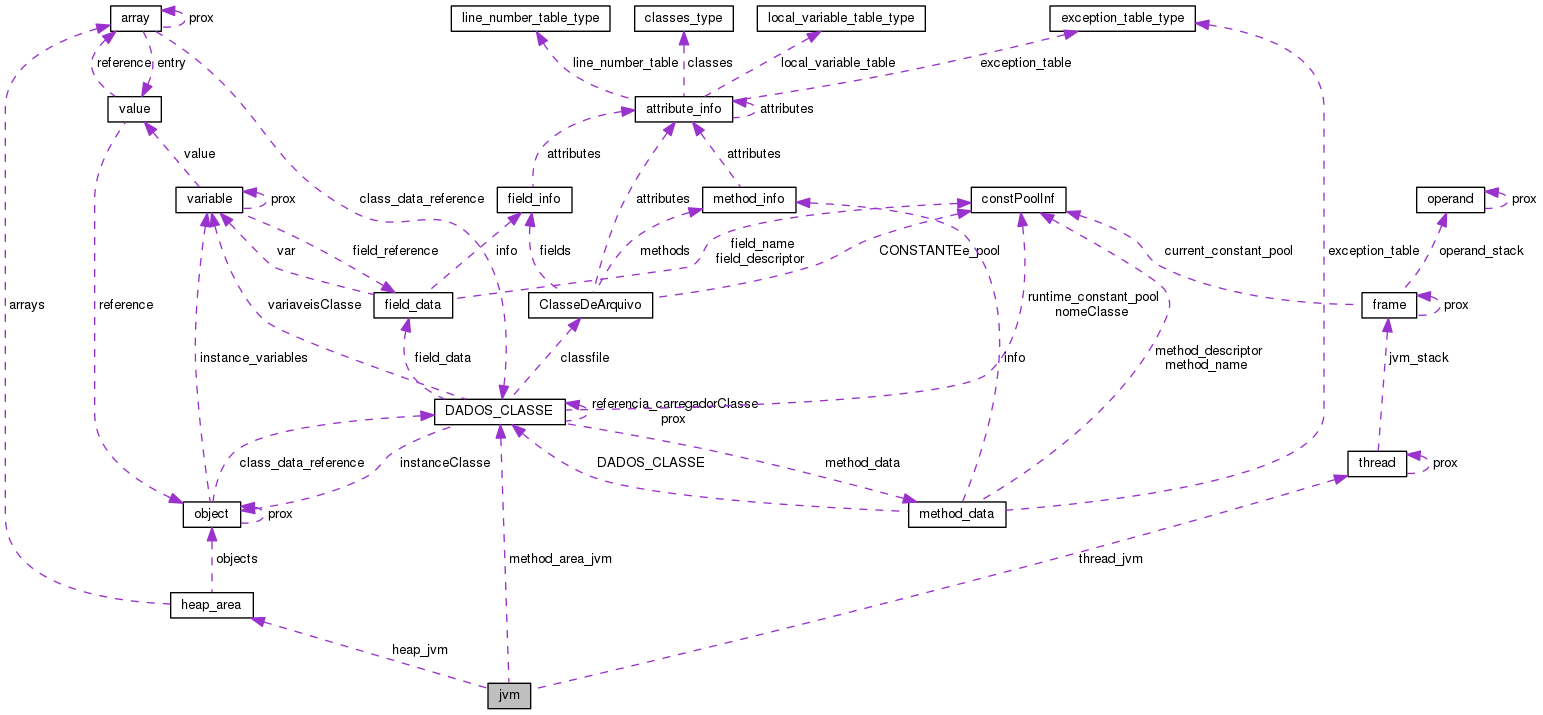 array
prox
line_number_table_type
classes_type
local_variable_table_type
exception_table_type
reference
entry
line_number_table
classes
local_variable_table
exception_table
value
attribute_info
attributes
value
attributes
attributes
variable
prox
class_data_reference
field_info
attributes
method_info
constPoolInf
operand
prox
var
field_reference
info
fields
methods
field_name
field_descriptor
CONSTANTEe_pool
current_constant_pool
exception_table
operand_stack
arrays
reference
variaveisClasse
field_data
ClasseDeArquivo
runtime_constant_pool
nomeClasse
frame
prox
instance_variables
field_data
classfile
info
method_descriptor
method_name
jvm_stack
DADOS_CLASSE
referencia_carregadorClasse
prox
class_data_reference
instanceClasse
DADOS_CLASSE
method_data
thread
prox
object
prox
method_data
objects
method_area_jvm
thread_jvm
heap_area
heap_jvm
jvm